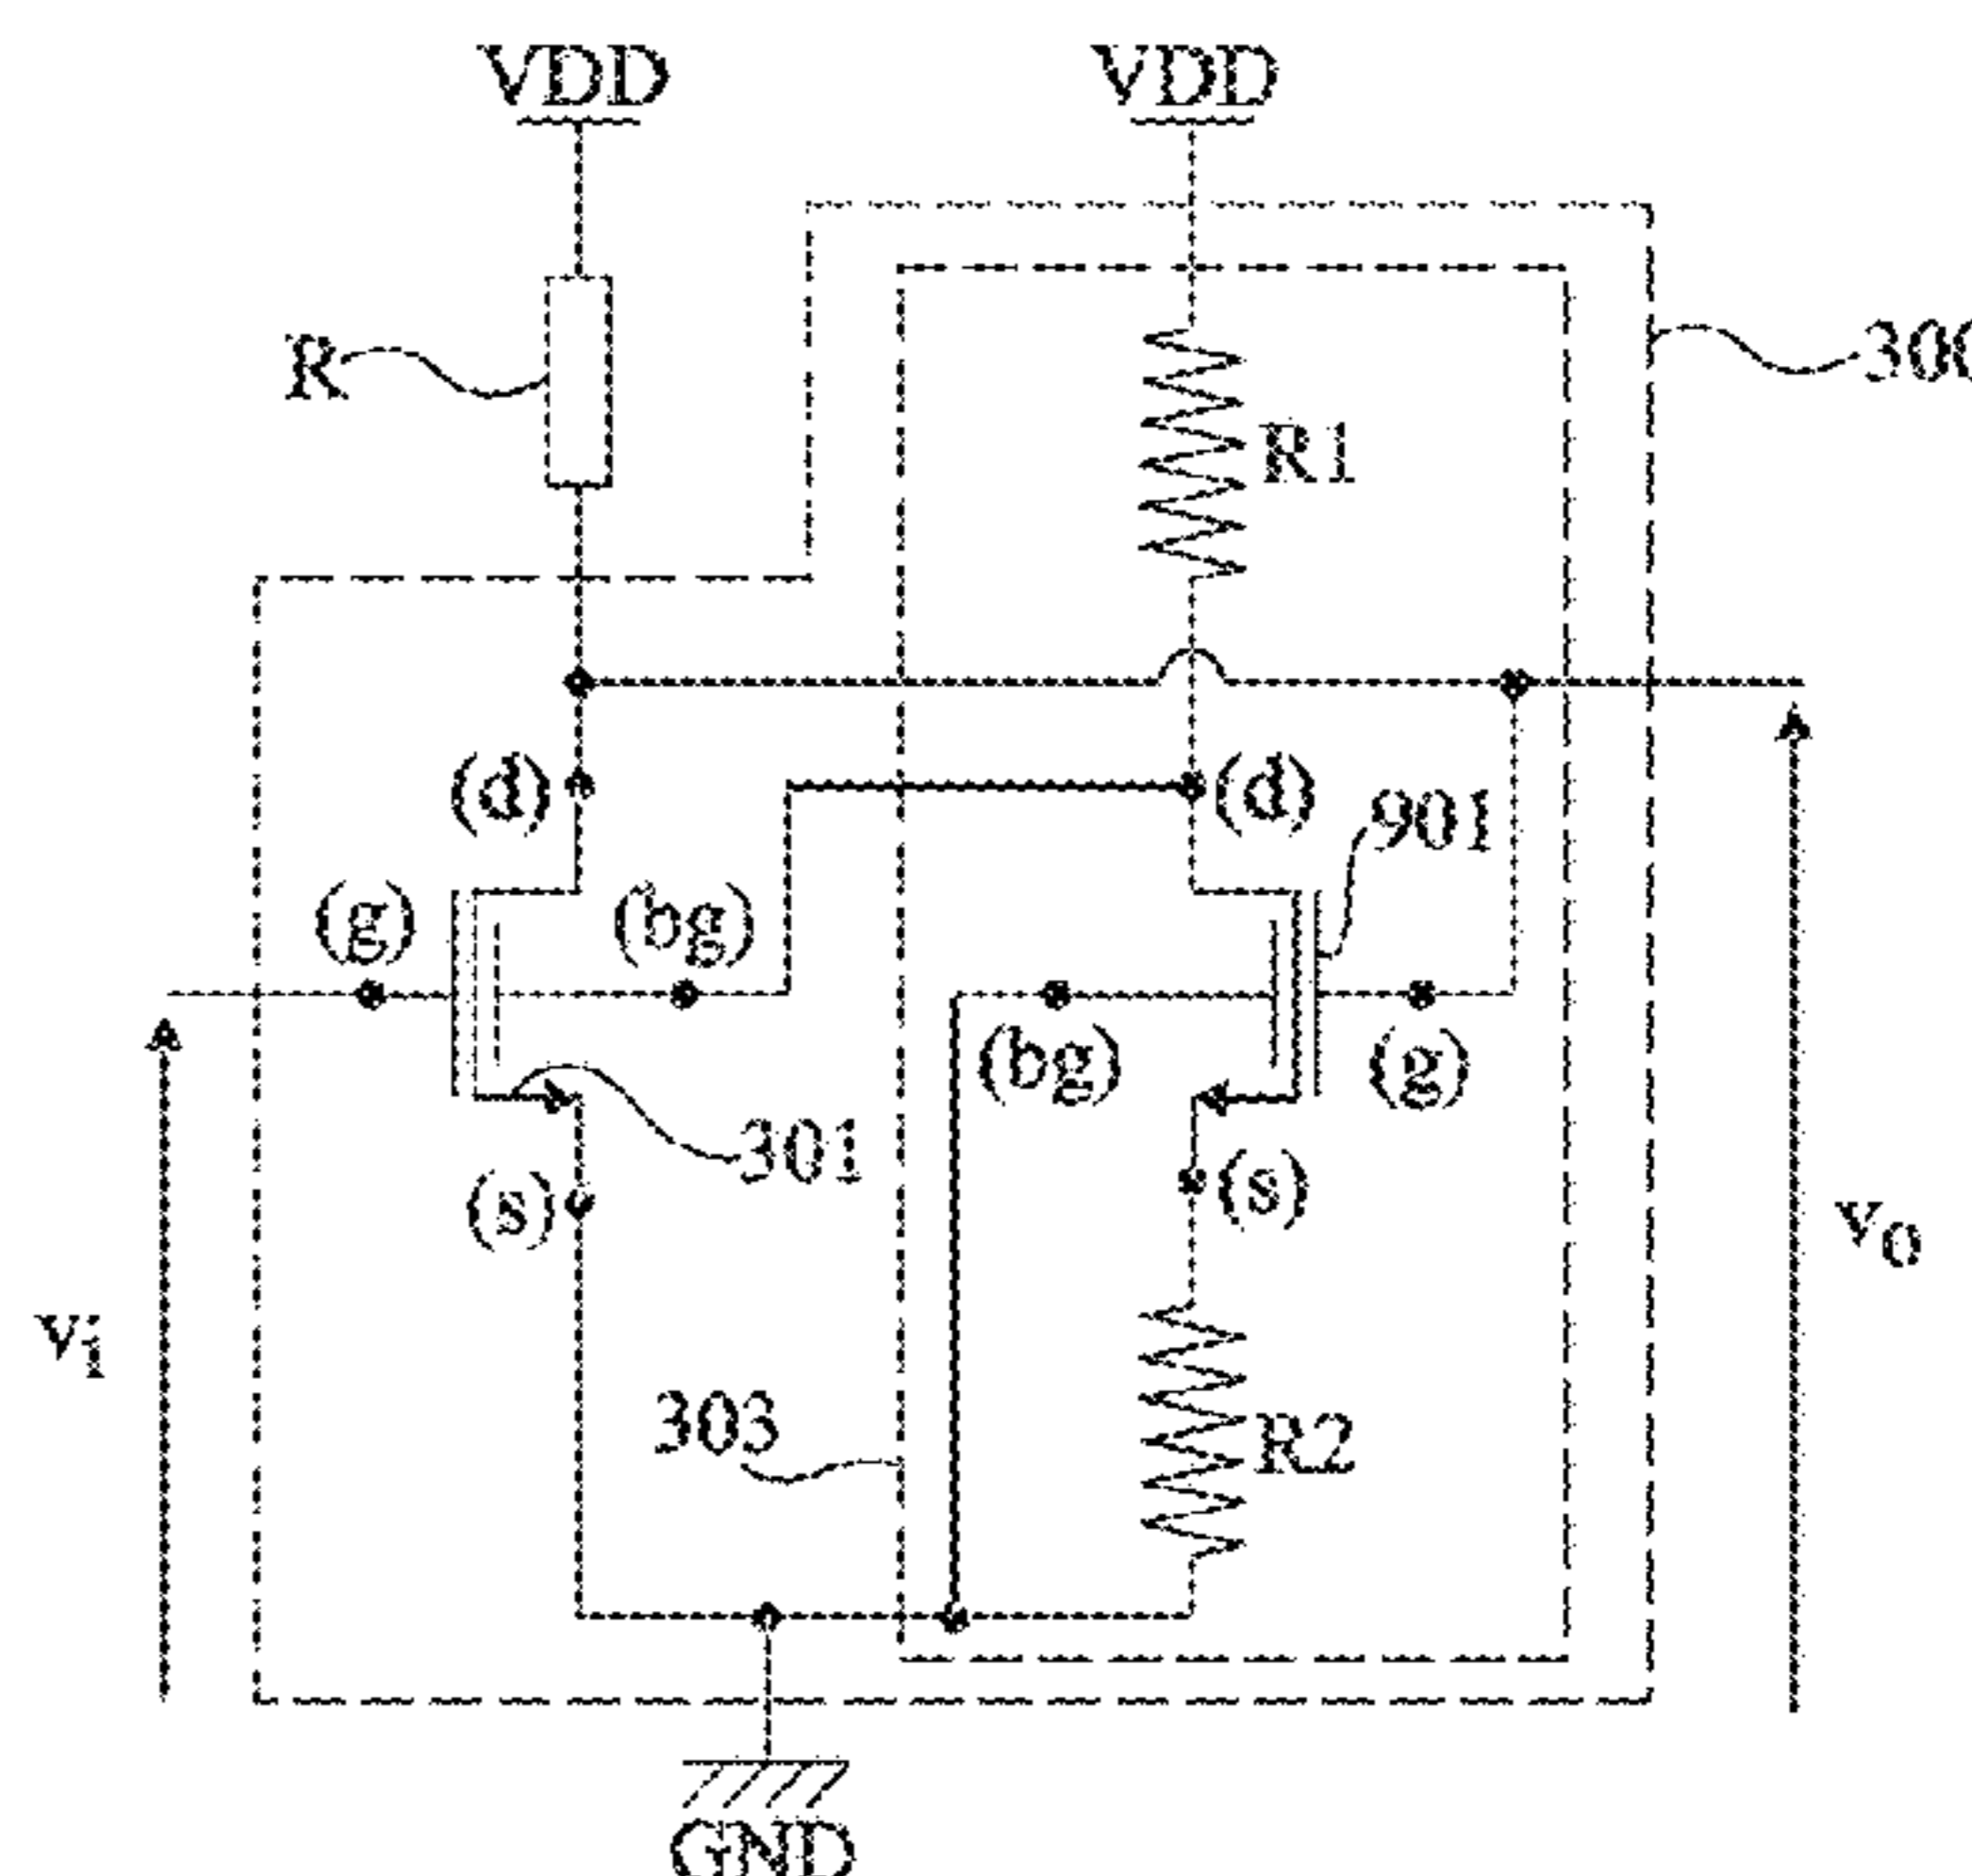 VDD
VDD
R
R1
300
(d)
(d)
901
(g)
(bg)
(bg)
(g)
301
(s)
(s)
vi
vo
303
R2
GND